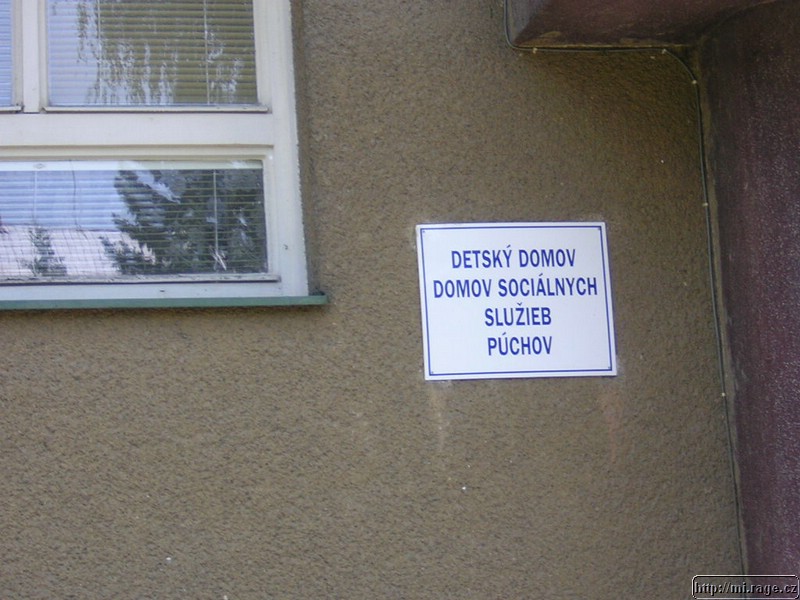 DETSKÝ DOMOV
DOMOV SOCIÁLNYCH
SLUŽIEB
PÚCHOV
http://mi.rage.cz